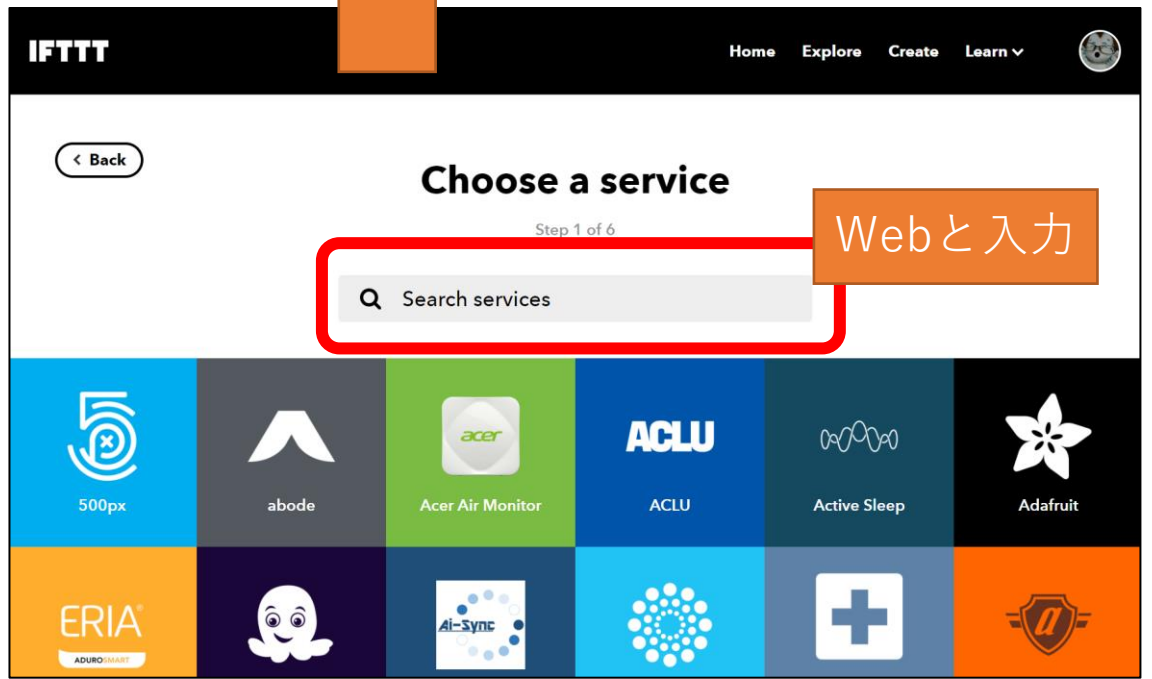 IFTTT
Home Explore Create Learn
Back
Choose a service
Step 1 of 6
Webと入力
Search services
acer
ACLU
500px
abode
Acer Air Monitor
ACLU
Active Sleep
Adafruit
ERIA
ADUROSMART
Ai-Sync
a